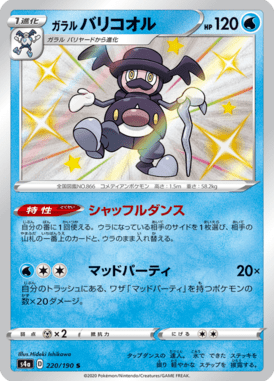 1進化
ガラル バリコオル
HP 120
ガラル バリヤードから進化
全国図鑑NO.866 コメディアンポケモン 高さ:1.5m 重さ:58.2kg
特性 シャッフルダンス
自分の番に1回使える。ウラになっている相手のサイドを1枚選び、相手の
山札の一番上のカードと、ウラのまま入れ替える。
マッドパーティ 20×
自分のトラッシュにある、ワザ「マッドパーティ」を持つポケモンの
数×20ダメージ。
弱点 ×2 抵抗力 にげる
s4a 220/190 S
Illus. Hideki Ishikawa
©2020 Pokémon/Nintendo/Creatures/GAME FREAK.
タップダンスの